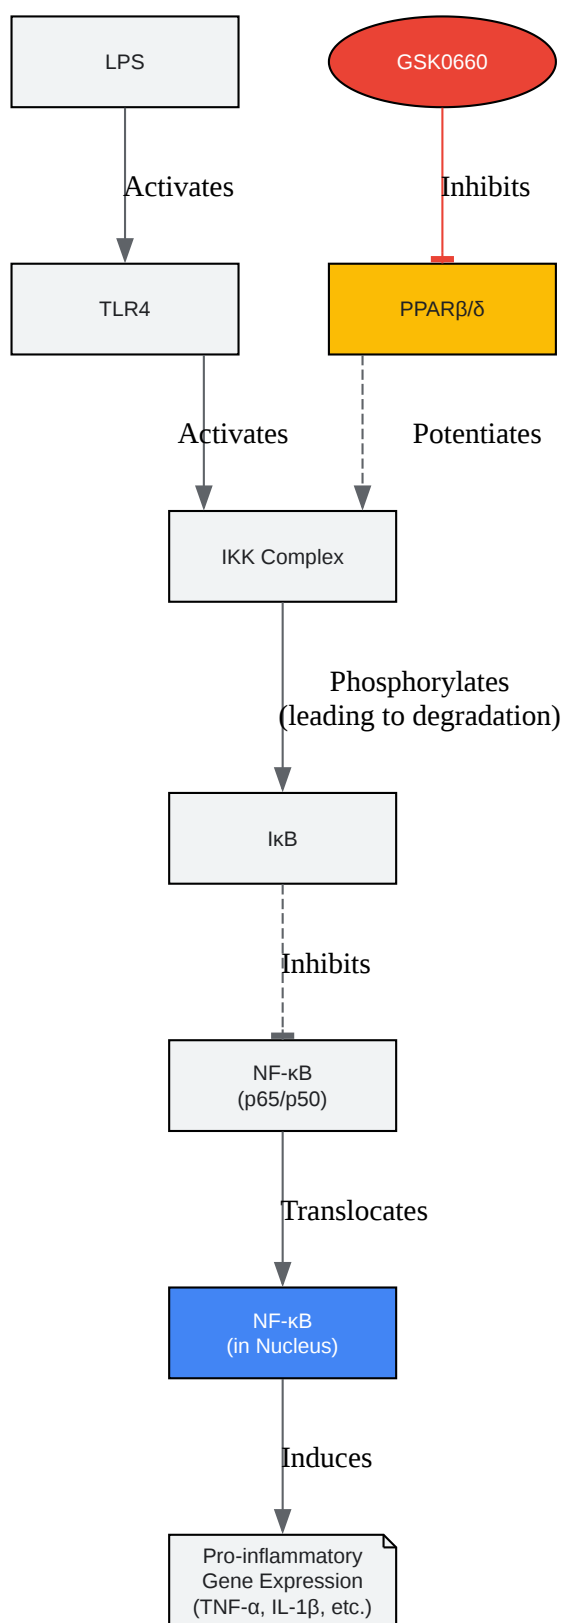 LPS
GSK0660
Activates
Inhibits
TLR4
PPARβ/δ
Activates
Potentiates
IKK Complex
Phosphorylates
(leading to degradation)
IκB
Inhibits
NF-κB
(p65/p50)
Translocates
NF-κB
(in Nucleus)
Induces
Pro-inflammatory
Gene Expression
(TNF-α, IL-1β, etc.)